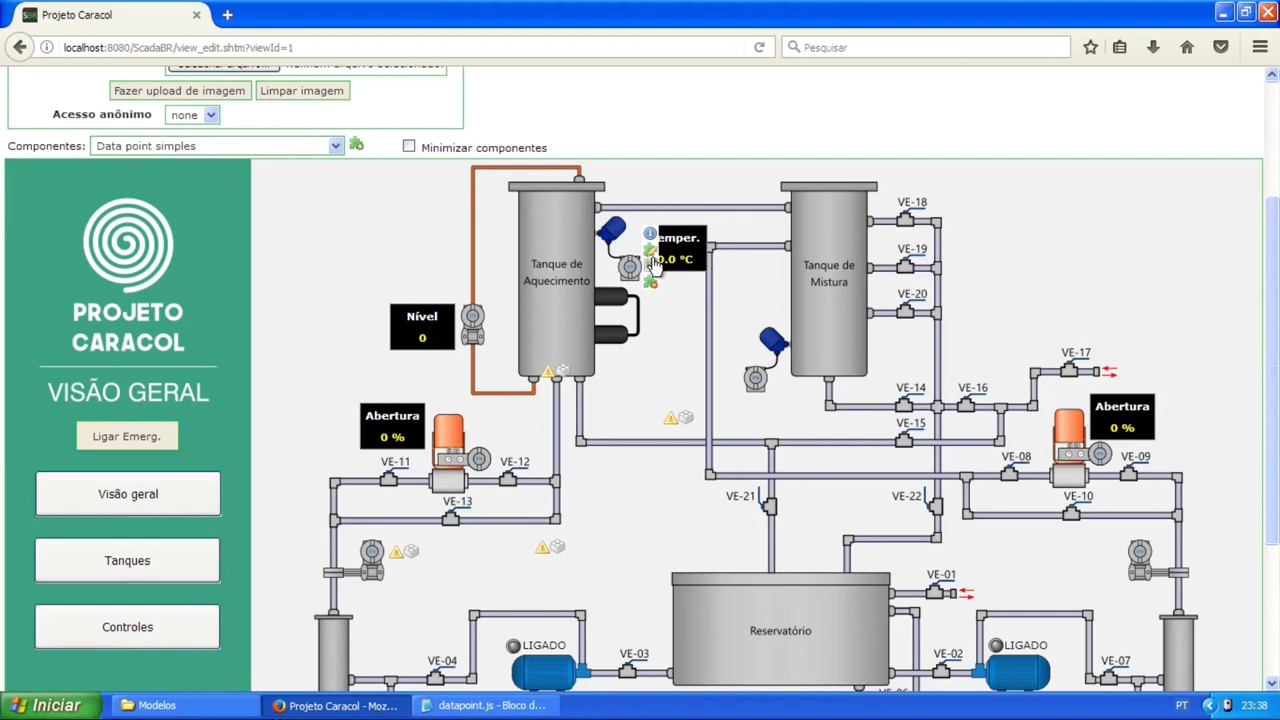 Projeto Caracol
localhost:8080/ScadaBR/view_edit.shtm?viewId=1
Pesquisar
Fazer upload de imagem
Limpar imagem
Acesso anônimo
none
Componentes:
Data point simples
Minimizar componentes
PROJETO
CARACOL
VISÃO GERAL
Ligar Emerg.
Visão geral
Tanques
Controles
Tanque de
Aquecimento
emper.
0.0 °C
Tanque de
Mistura
VE-18
VE-19
VE-20
Nível
0
VE-17
VE-14
VE-16
VE-15
Abertura
0 %
VE-11
VE-12
VE-13
Abertura
0 %
VE-08
VE-09
VE-10
VE-21
VE-22
VE-01
Reservatório
LIGADO
VE-04
VE-03
LIGADO
VE-02
VE-07
Iniciar
Modelos
Projeto Caracol - Moz...
datapoint.js - Bloco d...
PT
23:38